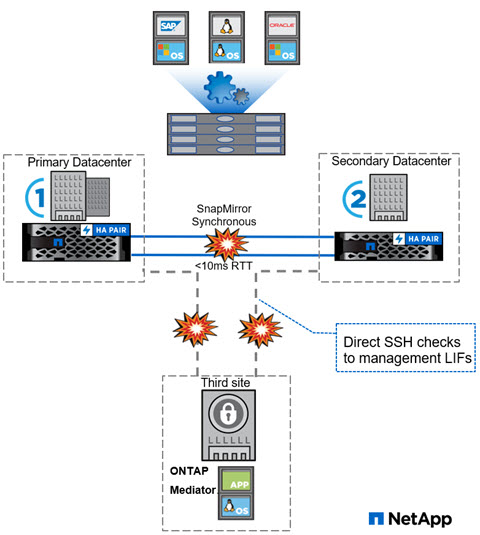 SAP
ORACLE
OS
OS
OS
Primary Datacenter
Secondary Datacenter
1
2
SnapMirror
Synchronous
HA PAIR
HA PAIR
<10ms RTT
Direct SSH checks
to management LIFs
Third site
ONTAP
APP
Mediator
OS
NetApp